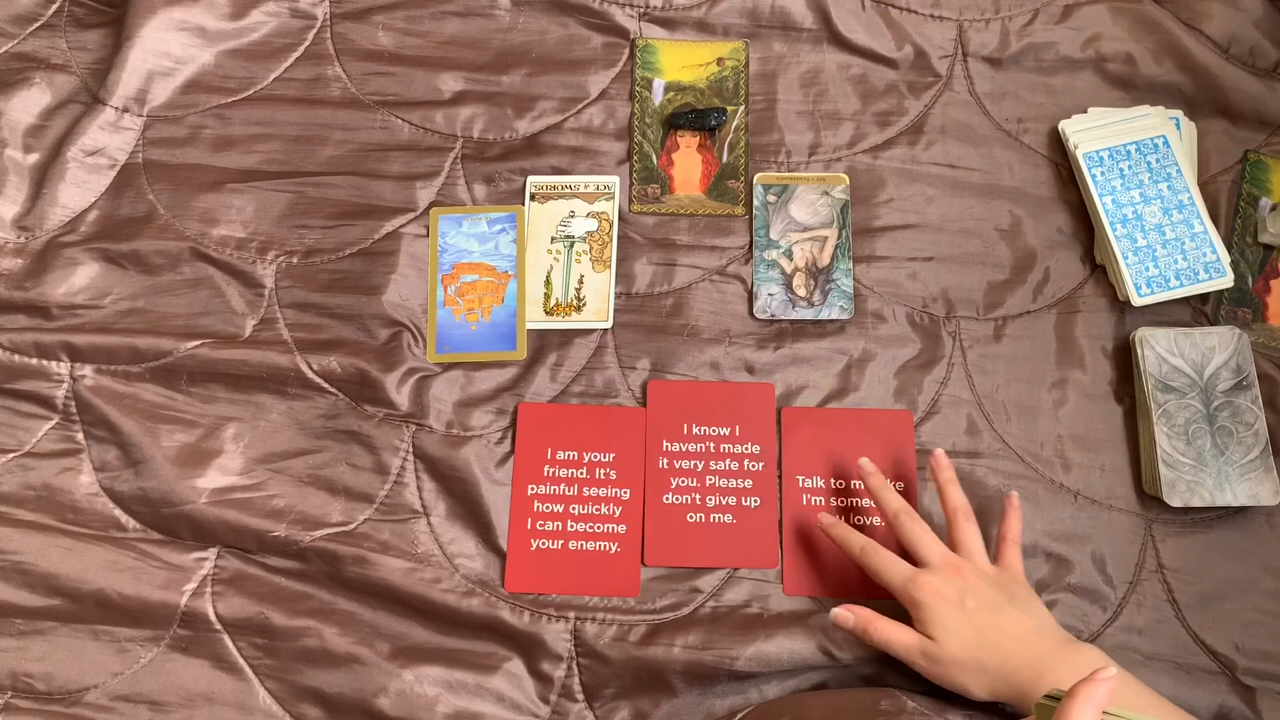 ACE of SWORDS.
I am your
friend. It's
painful seeing
how quickly
I can become
your enemy.
I know I
haven't made
it very safe for
you. Please
don't give up
on me.
Talk to
I'm
love.